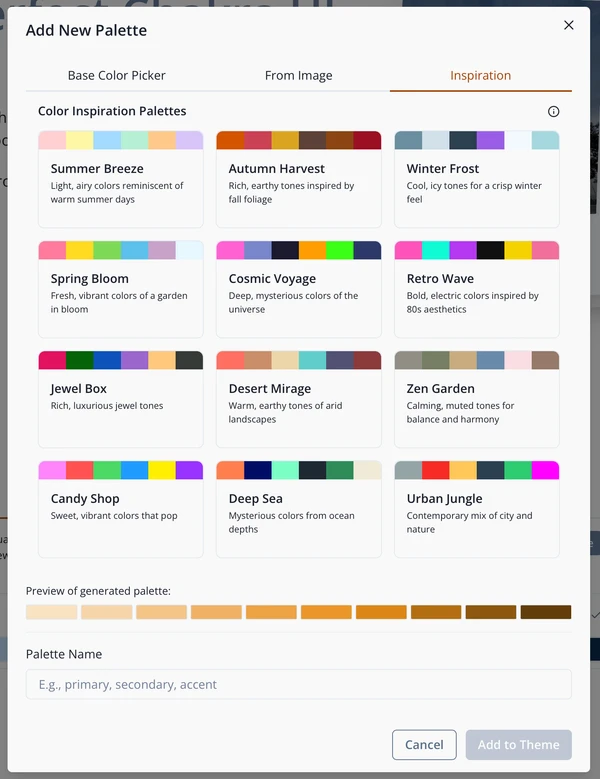 Add New Palette
Base Color Picker
From Image
Inspiration
Color Inspiration Palettes
Summer Breeze
Light, airy colors reminiscent of
warm summer days
Autumn Harvest
Rich, earthy tones inspired by
fall foliage
Winter Frost
Cool, icy tones for a crisp winter
feel
Spring Bloom
Fresh, vibrant colors of a garden
in bloom
Cosmic Voyage
Deep, mysterious colors of the
universe
Retro Wave
Bold, electric colors inspired by
80s aesthetics
Jewel Box
Rich, luxurious jewel tones
Desert Mirage
Warm, earthy tones of arid
landscapes
Zen Garden
Calming, muted tones for
balance and harmony
Candy Shop
Sweet, vibrant colors that pop
Deep Sea
Mysterious colors from ocean
depths
Urban Jungle
Contemporary mix of city and
nature
Preview of generated palette:
Palette Name
E.g., primary, secondary, accent
Cancel
Add to Theme